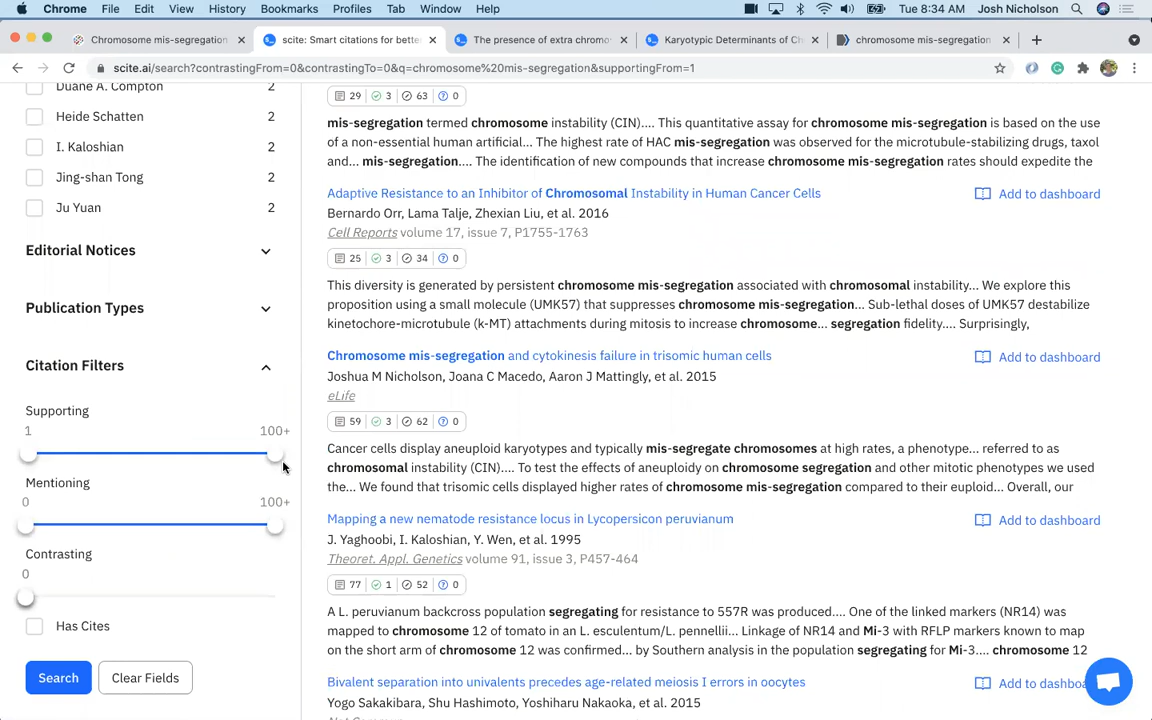 Chrome File Edit View History Bookmarks Profiles Tab Window Help Tue 8:34 AM Josh Nicholson
Chromosome mis-segregation scite: Smart citations for bette The presence of extra chromo Karyotypic Determinants of Ch chromosome mis-segregation
scite.ai/search?contrastingFrom=0&contrastingTo=0&q=chromosome%20mis-segregation&supportingFrom=1
Duane A. Compton 2
Heide Schatten 2
I. Kaloshian 2
Jing-shan Tong 2
Ju Yuan 2
Editorial Notices
Publication Types
Citation Filters
Supporting
1 100+
Mentioning
0 100+
Contrasting
0
Has Cites
Search Clear Fields
29 3 63 0
mis-segregation termed chromosome instability (CIN).... This quantitative assay for chromosome mis-segregation is based on the use
of a non-essential human artificial... The highest rate of HAC mis-segregation was observed for the microtubule-stabilizing drugs, taxol
and... mis-segregation.... The identification of new compounds that increase chromosome mis-segregation rates should expedite the
Adaptive Resistance to an Inhibitor of Chromosomal Instability in Human Cancer Cells Add to dashboard
Bernardo Orr, Lama Talje, Zhexian Liu, et al. 2016
Cell Reports volume 17, issue 7, P1755-1763
25 3 34 0
This diversity is generated by persistent chromosome mis-segregation associated with chromosomal instability... We explore this
proposition using a small molecule (UMK57) that suppresses chromosome mis-segregation... Sub-lethal doses of UMK57 destabilize
kinetochore-microtubule (k-MT) attachments during mitosis to increase chromosome... segregation fidelity.... Surprisingly,
Chromosome mis-segregation and cytokinesis failure in trisomic human cells Add to dashboard
Joshua M Nicholson, Joana C Macedo, Aaron J Mattingly, et al. 2015
eLife
59 3 62 0
Cancer cells display aneuploid karyotypes and typically mis-segregate chromosomes at high rates, a phenotype... referred to as
chromosomal instability (CIN).... To test the effects of aneuploidy on chromosome segregation and other mitotic phenotypes we used
the... We found that trisomic cells displayed higher rates of chromosome mis-segregation compared to their euploid... Overall, our
Mapping a new nematode resistance locus in Lycopersicon peruvianum Add to dashboard
J. Yaghoobi, I. Kaloshian, Y. Wen, et al. 1995
Theoret. Appl. Genetics volume 91, issue 3, P457-464
77 1 52 0
A L. peruvianum backcross population segregating for resistance to 557R was produced.... One of the linked markers (NR14) was
mapped to chromosome 12 of tomato in an L. esculentum/L. pennellii... Linkage of NR14 and Mi-3 with RFLP markers known to map
on the short arm of chromosome 12 was confirmed... by Southern analysis in the population segregating for Mi-3.... chromosome 12
Bivalent separation into univalents precedes age-related meiosis I errors in oocytes Add to dashboa
Yogo Sakakibara, Shu Hashimoto, Yoshiharu Nakaoka, et al. 2015